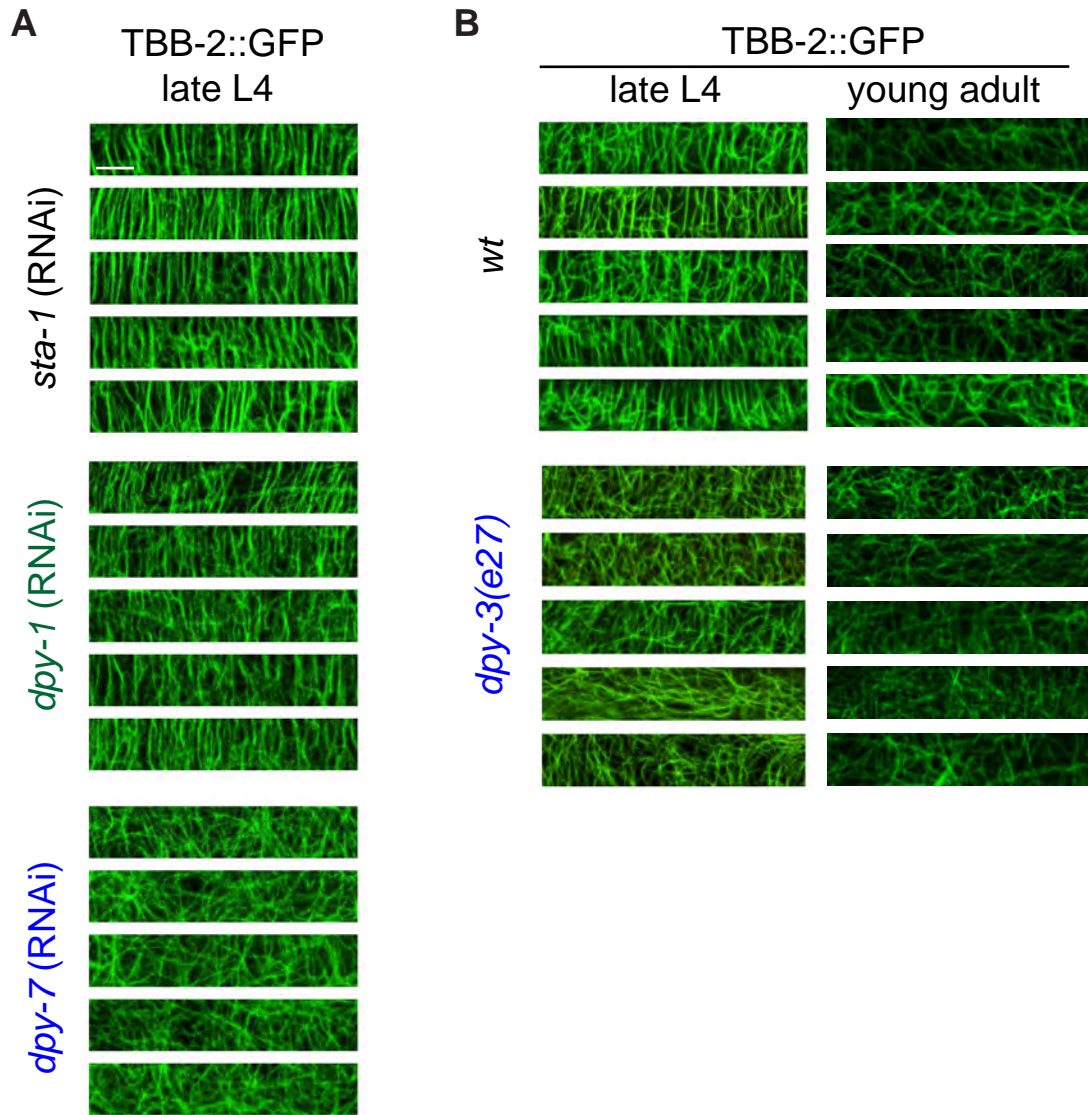 A
TBB-2::GFP
late L4
sta-1 (RNAi)
dpy-1 (RNAi)
dpy-7 (RNAi)
B
TBB-2::GFP
late L4
young adult
wt
dpy-3(e27)